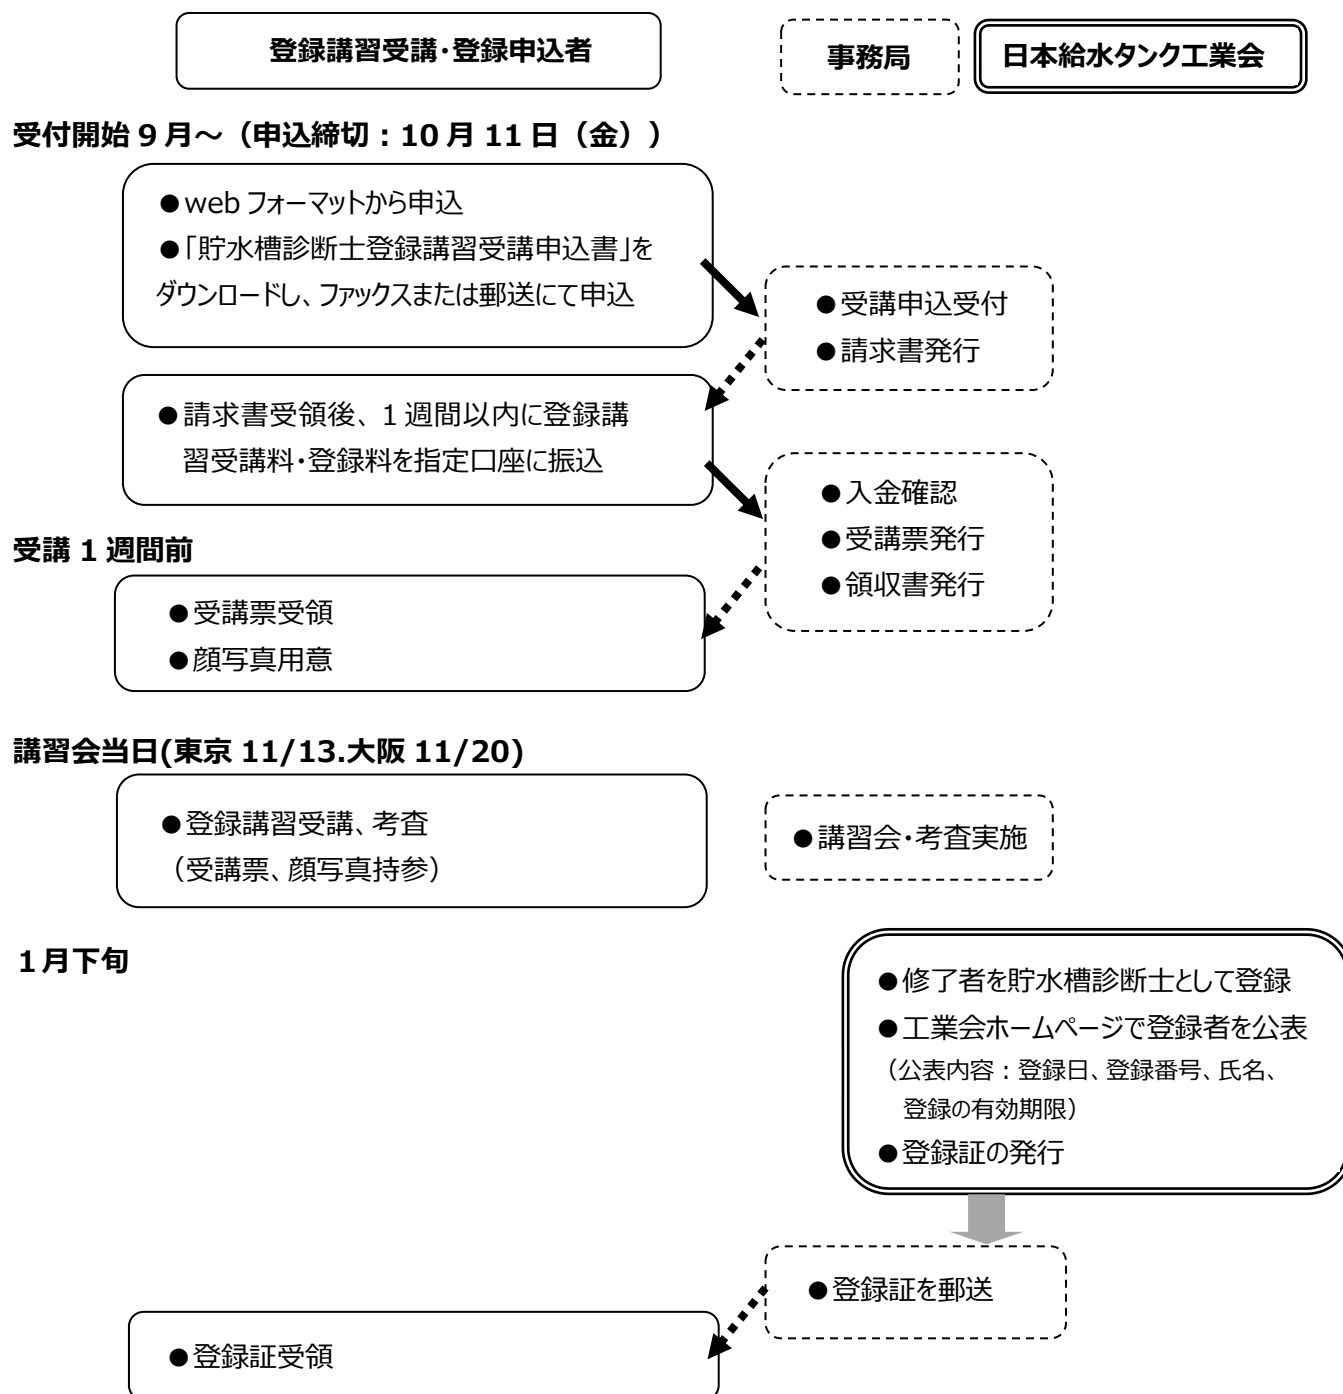 登録講習受講・登録申込者
事務局
日本給水タンク工業会
受付開始 9 月～（申込締切：10 月 11 日（金））
●web フォーマットから申込
●「貯水槽診断士登録講習受講申込書」を
ダウンロードし、ファックスまたは郵送にて申込
●受講申込受付
●請求書発行
●請求書受領後、1 週間以内に登録講
習受講料・登録料を指定口座に振込
●入金確認
●受講票発行
●領収書発行
受講 1 週間前
●受講票受領
●顔写真用意
講習会当日(東京 11/13.大阪 11/20)
●登録講習受講、考査
（受講票、顔写真持参）
●講習会・考査実施
1月下旬
●修了者を貯水槽診断士として登録
●工業会ホームページで登録者を公表
（公表内容：登録日、登録番号、氏名、
登録の有効期限）
●登録証の発行
●登録証を郵送
●登録証受領